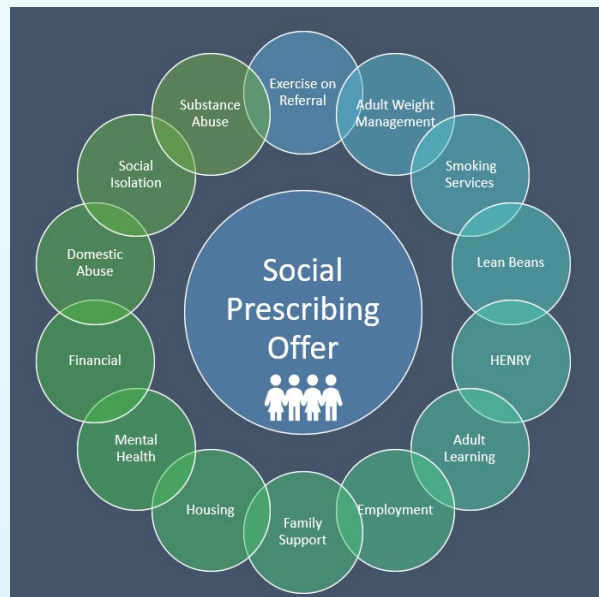 Exercise on
Referral
Adult Weight
Management
Smoking
Services
Lean Beans
HENRY
Adult
Learning
Employment
Family
Support
Housing
Mental
Health
Financial
Domestic
Abuse
Social
Isolation
Substance
Abuse
Social
Prescribing
Offer